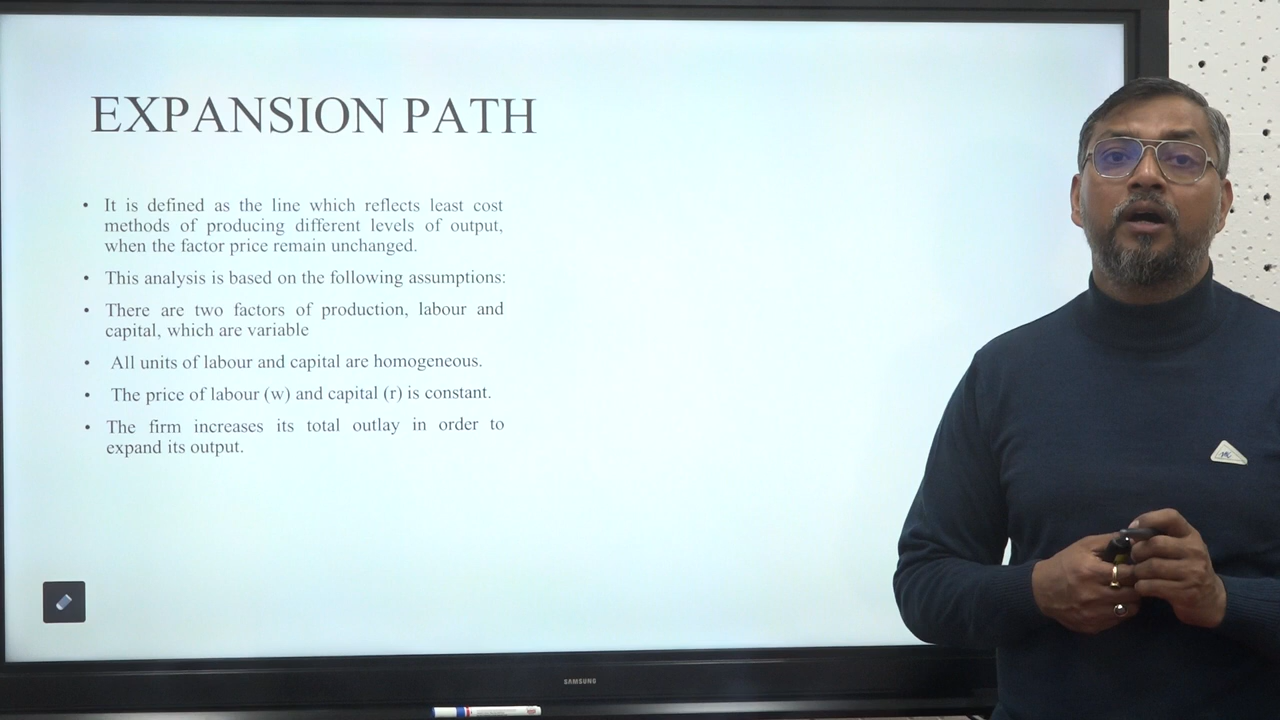 EXPANSION PATH
• It is defined as the line which reflects least cost
methods of producing different levels of output,
when the factor price remain unchanged.
• This analysis is based on the following assumptions:
• There are two factors of production, labour and
capital, which are variable
• All units of labour and capital are homogeneous.
• The price of labour (w) and capital (r) is constant.
• The firm increases its total outlay in order to
expand its output.
SAMSUNG